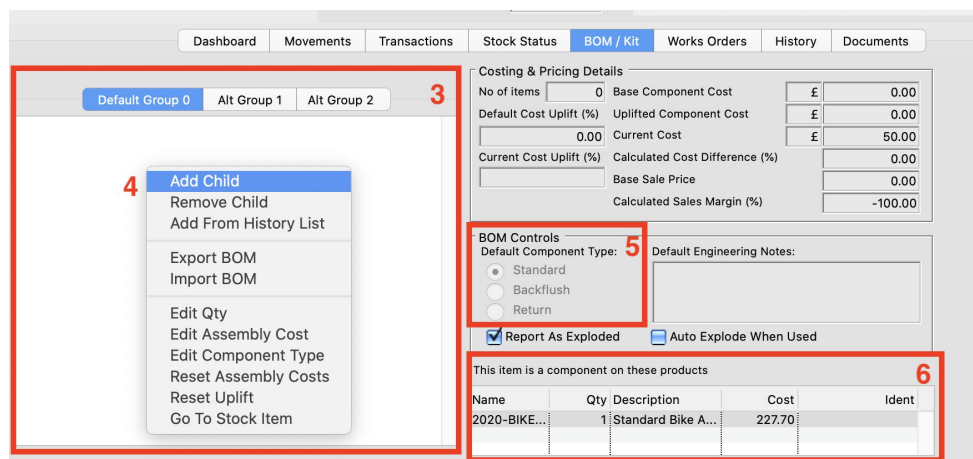 Dashboard Movements Transactions Stock Status BOM / Kit Works Orders History Documents
3
Default Group 0 Alt Group 1 Alt Group 2
4
Add Child
Remove Child
Add From History List
Export BOM
Import BOM
Edit Qty
Edit Assembly Cost
Edit Component Type
Reset Assembly Costs
Reset Uplift
Go To Stock Item
Costing & Pricing Details
No of items 0 Base Component Cost £ 0.00
Default Cost Uplift (%) Uplifted Component Cost £ 0.00
0.00 Current Cost £ 50.00
Current Cost Uplift (%) Calculated Cost Difference (%) 0.00
Base Sale Price 0.00
Calculated Sales Margin (%) -100.00
BOM Controls
Default Component Type: 5 Default Engineering Notes:
Standard
Backflush
Return
Report As Exploded Auto Explode When Used
This item is a component on these products 6
Name Qty Description Cost Ident
2020-BIKE... 1 Standard Bike A... 227.70